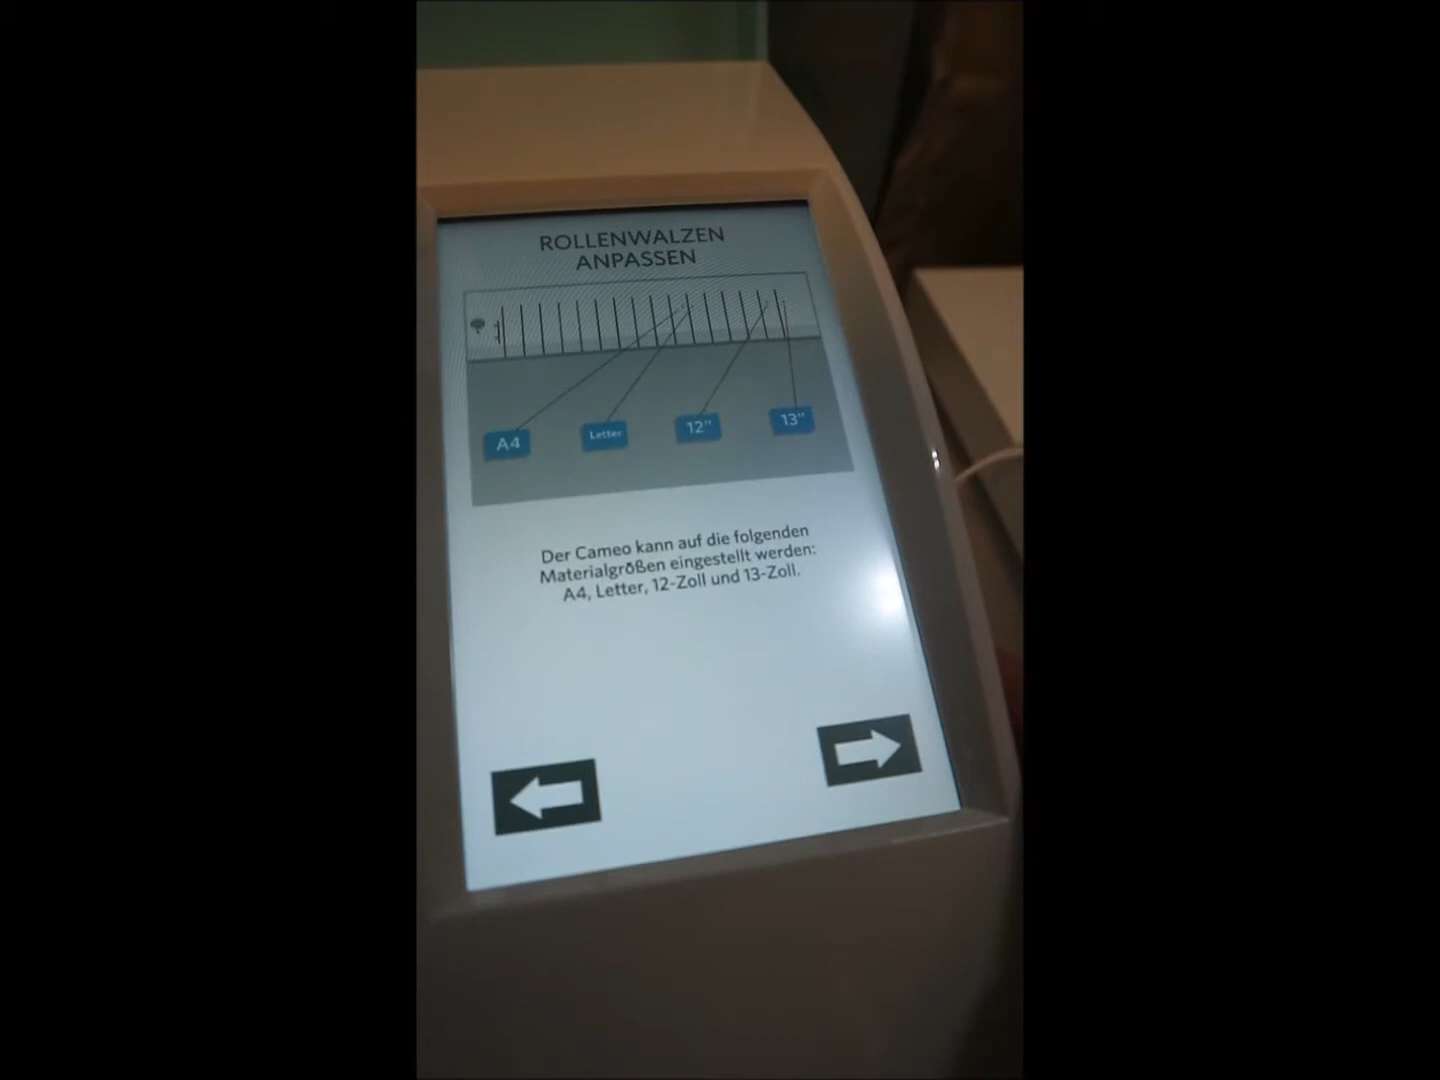 ROLLENWALZEN
ANPASSEN
A4
Letter
12"
13"
Der Cameo kann auf die folgenden
Materialgrößen eingestellt werden:
A4, Letter, 12-Zoll und 13-Zoll.